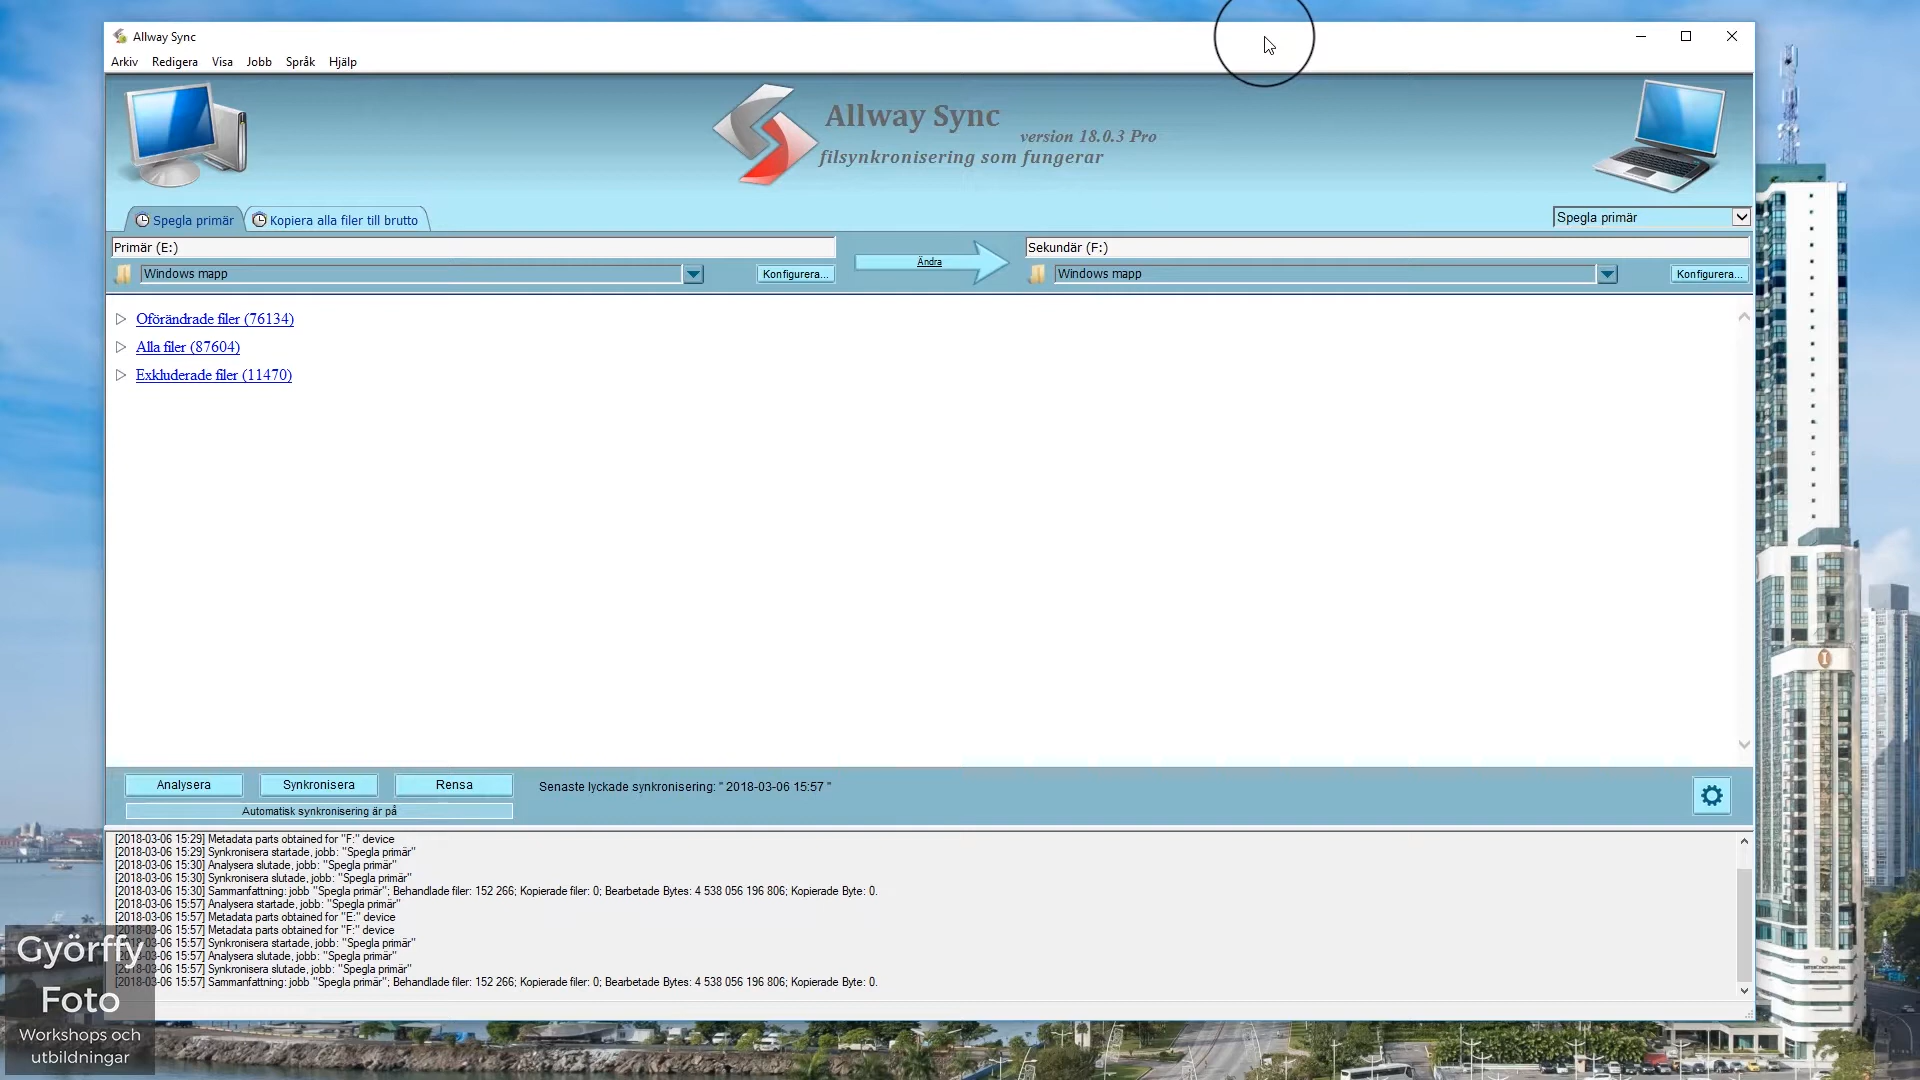 Allway Sync
Arkiv Redigera Visa Jobb Språk Hjälp
Allway Sync
version 18.0.3 Pro
filsynkronisering som fungerar
Spegla primär Kopiera alla filer till brutto Spegla primär
Primär (E:) Sekundär (F:)
Ändra
Windows mapp Konfigurera... Windows mapp Konfigurera...
Oförändrade filer (76134)
Alla filer (87604)
Exkluderade filer (11470)
Analysera Synkronisera Rensa Senaste lyckade synkronisering: " 2018-03-06 15:57 "
Automatisk synkronisering är på
[2018-03-06 15:29] Metadata parts obtained for "F:" device
[2018-03-06 15:29] Synkronisera startade, jobb: "Spegla primär"
[2018-03-06 15:30] Analysera slutade, jobb: "Spegla primär"
[2018-03-06 15:30] Synkronisera slutade, jobb: "Spegla primär"
[2018-03-06 15:30] Sammanfattning: jobb "Spegla primär"; Behandlade filer: 152 266; Kopierade filer: 0; Bearbetade Bytes: 4 538 056 196 806; Kopierade Byte: 0.
[2018-03-06 15:57] Analysera startade, jobb: "Spegla primär"
[2018-03-06 15:57] Metadata parts obtained for "E:" device
[2018-03-06 15:57] Metadata parts obtained for "F:" device
[2018-03-06 15:57] Synkronisera startade, jobb: "Spegla primär"
[2018-03-06 15:57] Analysera slutade, jobb: "Spegla primär"
[2018-03-06 15:57] Synkronisera slutade, jobb: "Spegla primär"
[2018-03-06 15:57] Sammanfattning: jobb "Spegla primär"; Behandlade filer: 152 266; Kopierade filer: 0; Bearbetade Bytes: 4 538 056 196 806; Kopierade Byte: 0.
Györffy
Foto
Workshops och
utbildningar